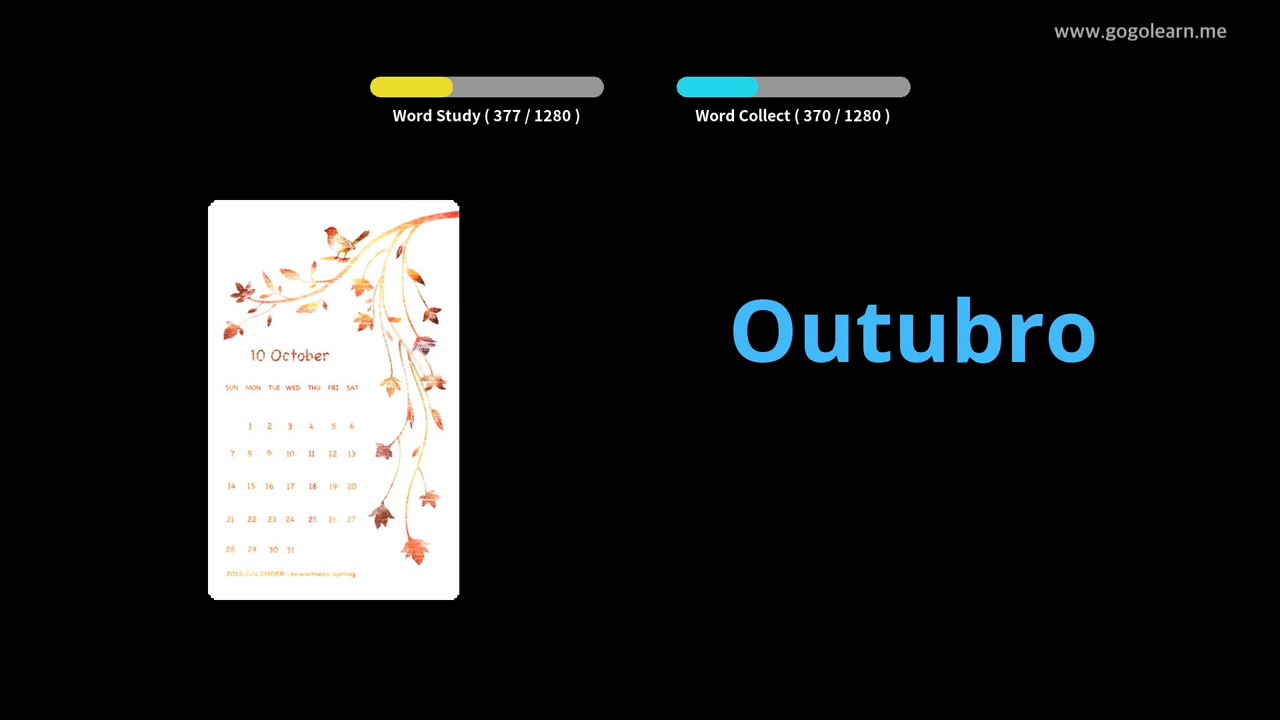 www.gogolearn.me
Word Study ( 377 / 1280 )
Word Collect ( 370 / 1280 )
Outubro
10 October
SUN MON TUE WED THU FRI SAT
1 2 3 4 5 6
7 8 9 10 11 12 13
14 15 16 17 18 19 20
21 22 23 24 25 26 27
28 29 30 31
2012.CALENDER spring